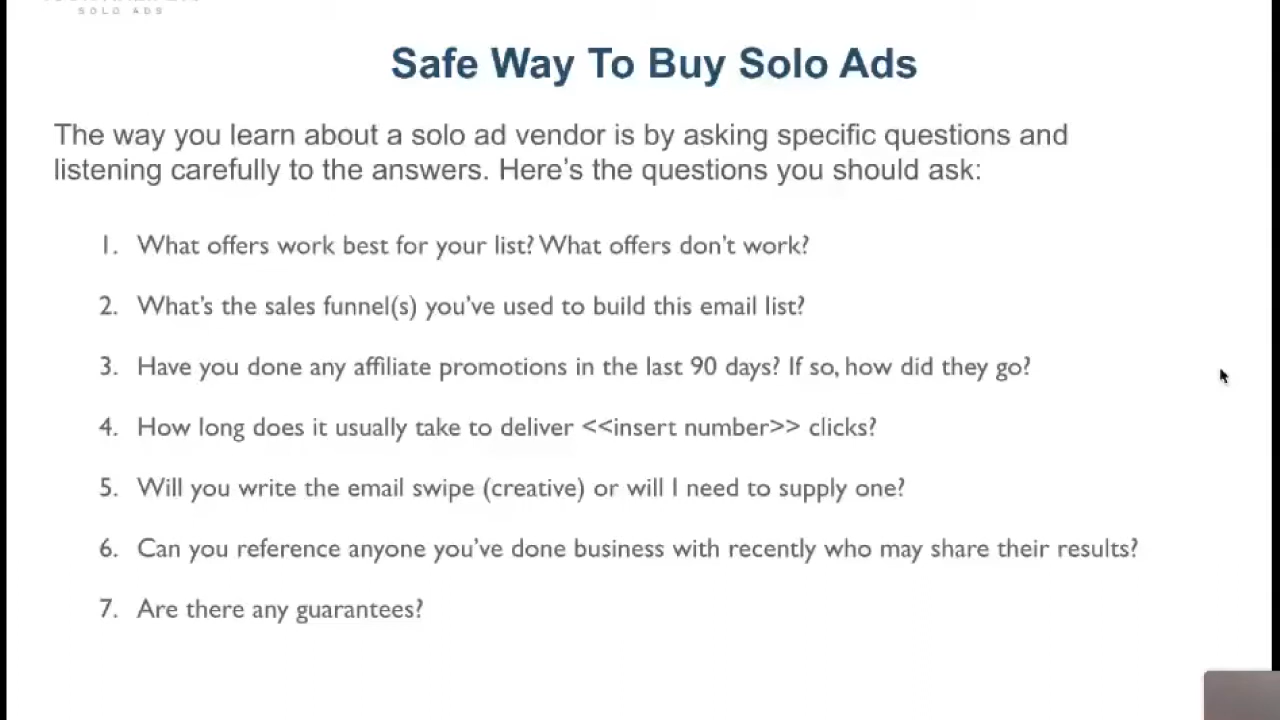 SOLO ADS
Safe Way To Buy Solo Ads
The way you learn about a solo ad vendor is by asking specific questions and
listening carefully to the answers. Here's the questions you should ask:
1. What offers work best for your list? What offers don't work?
2. What's the sales funnel(s) you've used to build this email list?
3. Have you done any affiliate promotions in the last 90 days? If so, how did they go?
4. How long does it usually take to deliver <<insert number>> clicks?
5. Will you write the email swipe (creative) or will I need to supply one?
6. Can you reference anyone you've done business with recently who may share their results?
7. Are there any guarantees?